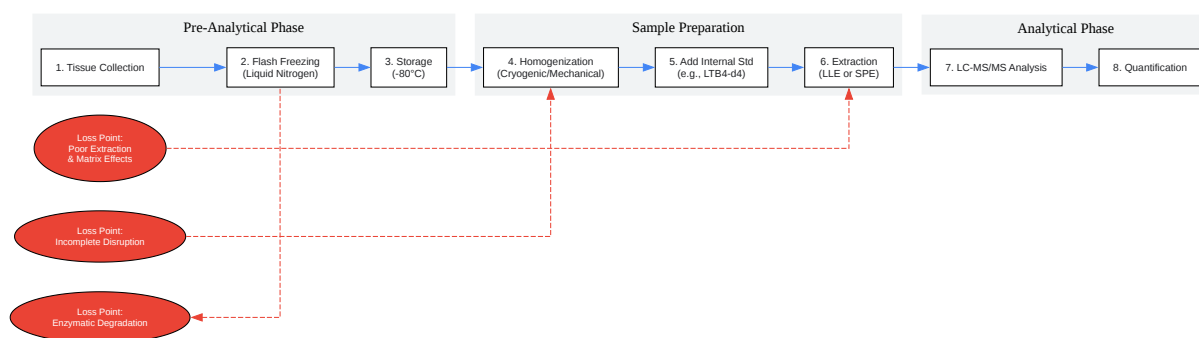 Pre-Analytical Phase
Sample Preparation
Analytical Phase
1. Tissue Collection
2. Flash Freezing
(Liquid Nitrogen)
3. Storage
(-80°C)
4. Homogenization
(Cryogenic/Mechanical)
5. Add Internal Std
(e.g., LTB4-d4)
6. Extraction
(LLE or SPE)
7. LC-MS/MS Analysis
8. Quantification
Loss Point:
Poor Extraction
& Matrix Effects
Loss Point:
Incomplete Disruption
Loss Point:
Enzymatic Degradation